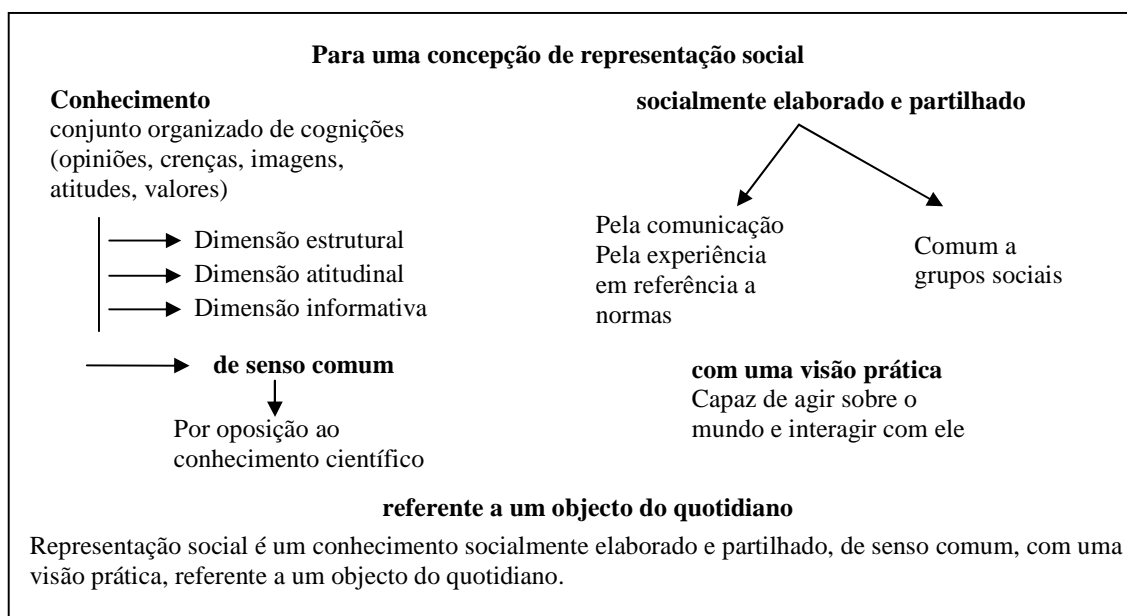 Para uma concepção de representação social
Conhecimento
conjunto organizado de cognições
(opiniões, crenças, imagens,
atitudes, valores)
Dimensão estrutural
Dimensão atitudinal
Dimensão informativa
de senso comum
Por oposição ao
conhecimento científico
socialmente elaborado e partilhado
Pela comunicação
Pela experiência
em referência a
normas
Comum a
grupos sociais
com uma visão prática
Capaz de agir sobre o
mundo e interagir com ele
referente a um objecto do quotidiano
Representação social é um conhecimento socialmente elaborado e partilhado, de senso comum, com uma
visão prática, referente a um objecto do quotidiano.